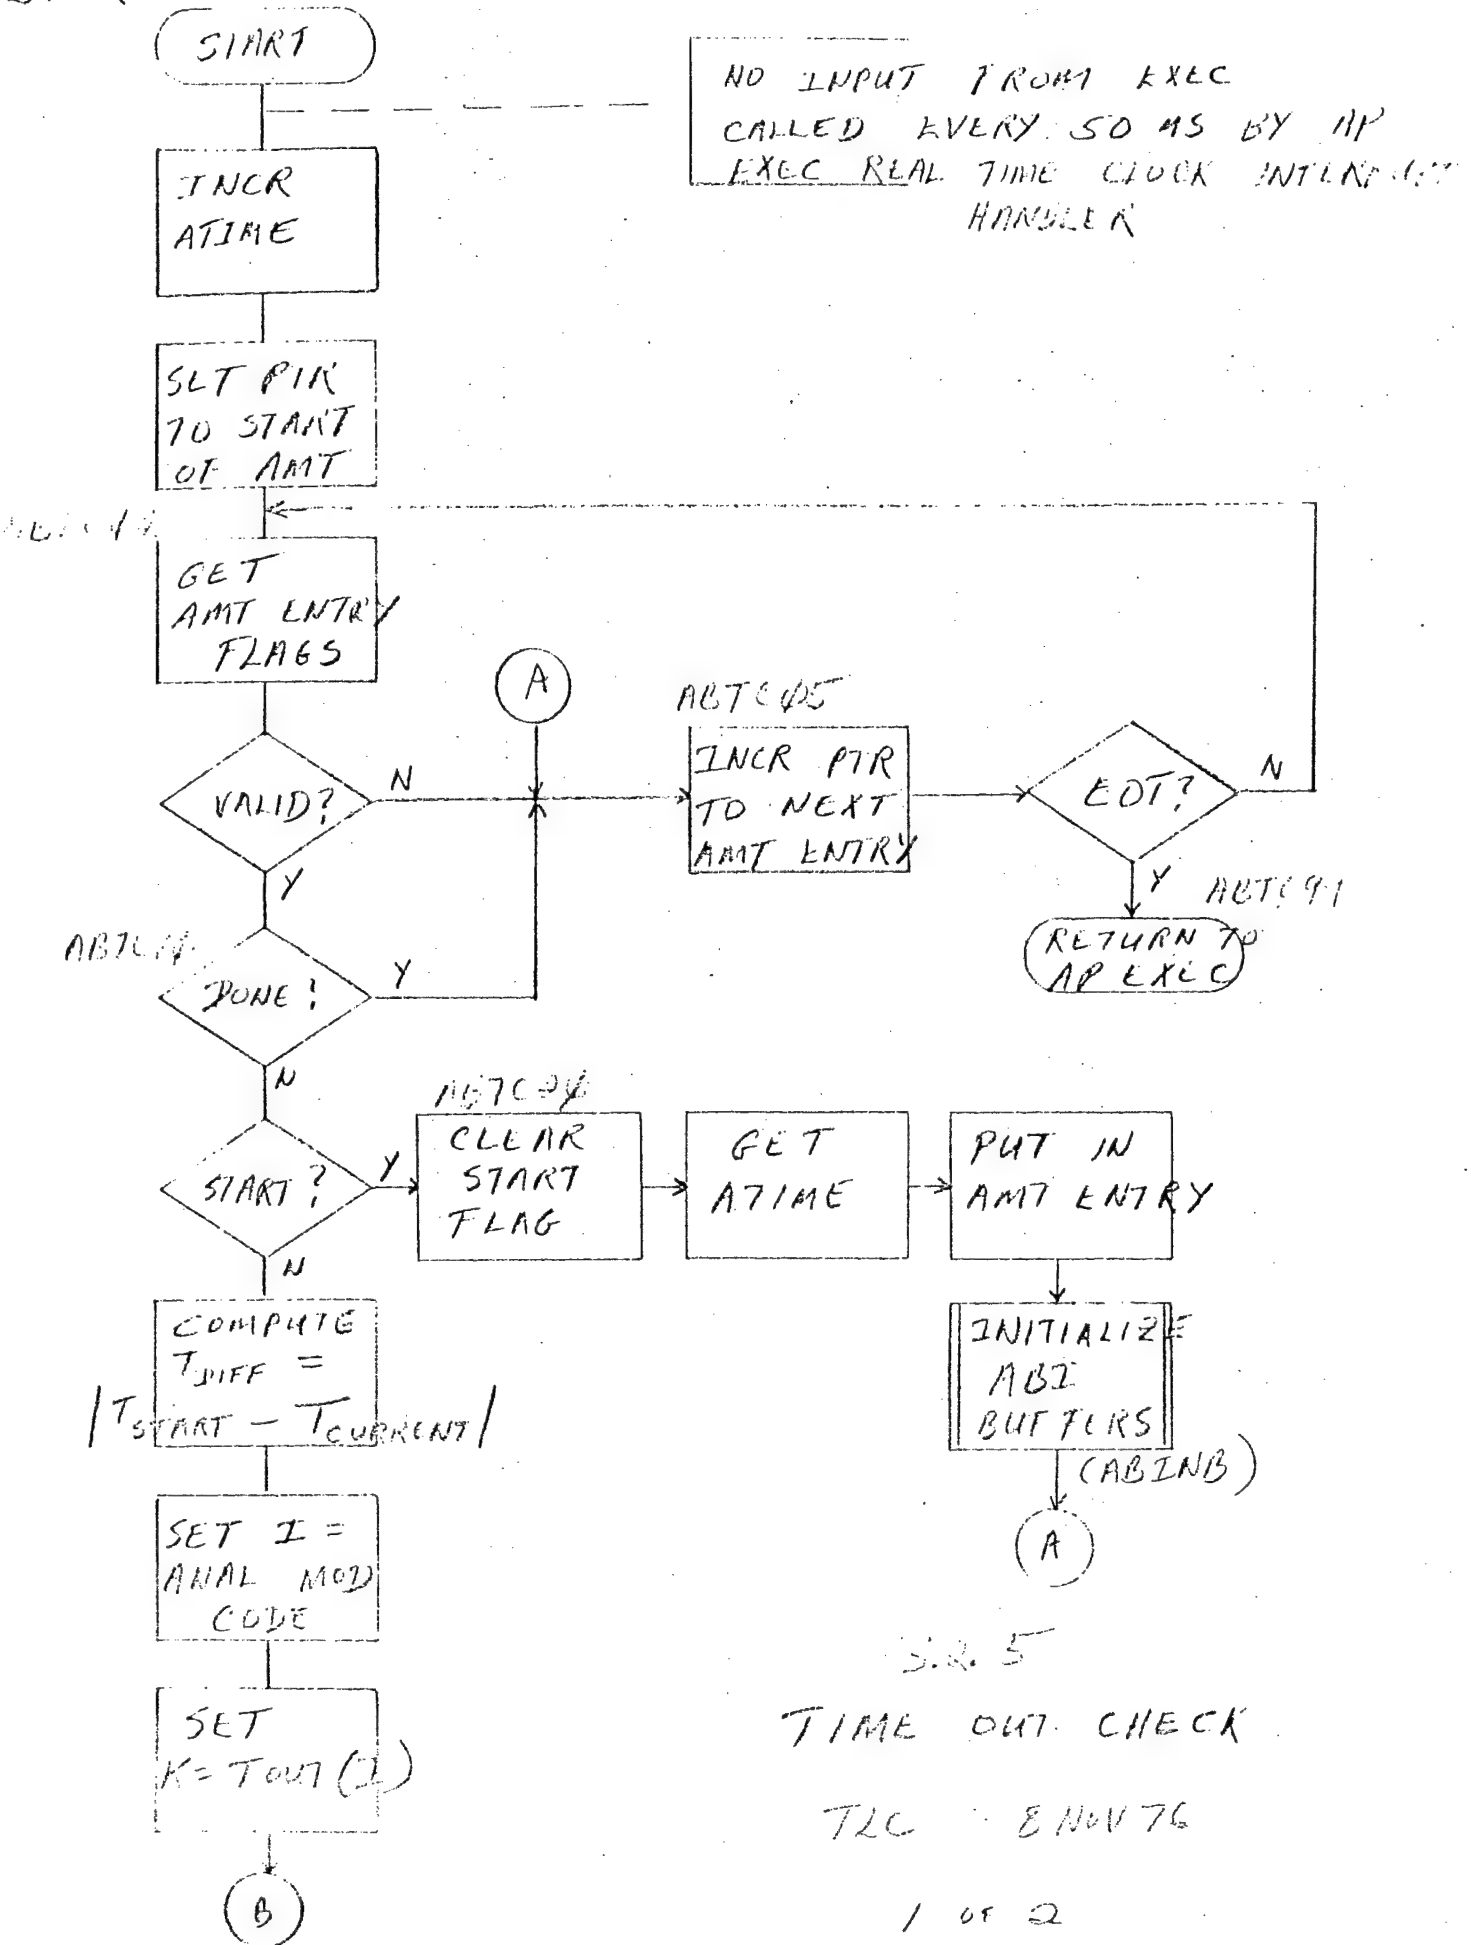 START
NO INPUT FROM EXEC
CALLED EVERY 50 MS BY AP
EXEC REAL TIME CLOCK INTERRUPT
HANDLER
INCR
ATIME
SET PTR
TO START
OF AMT
GET
AMT ENTRY
FLAGS
A
ABTC05
INCR PTR
TO NEXT
AMT ENTRY
VALID?
N
Y
EOT?
N
Y
RETURN TO
AP EXEC
DONE?
Y
N
START?
Y
N
CLEAR
START
FLAG
GET
ATIME
PUT IN
AMT ENTRY
INITIALIZE
ABI
BUFFERS
(ABINB)
A
COMPUTE
TDIFF =
|TSTART - TCURRENT|
SET I =
ANAL MOD
CODE
SET
K = TOUT(I)
B
3.2.5
TIME OUT CHECK
TLC 8 NOV 76
1 OF 2